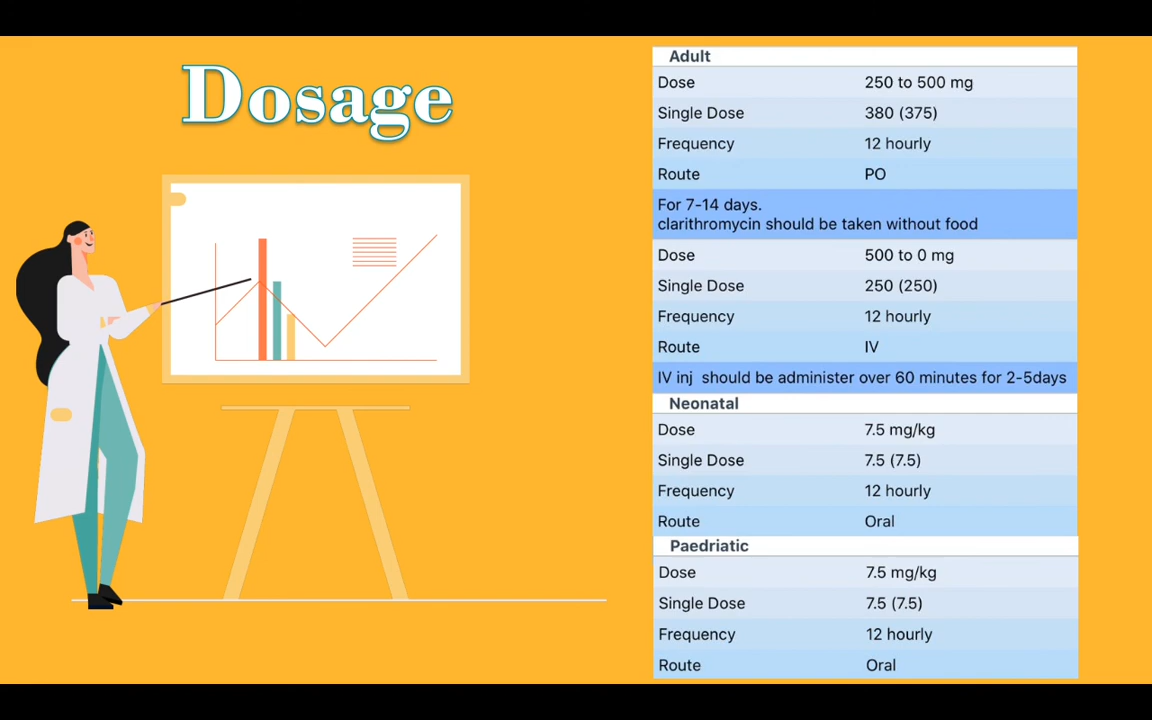 Dosage
Adult
Dose 250 to 500 mg
Single Dose 380 (375)
Frequency 12 hourly
Route PO
For 7-14 days.
clarithromycin should be taken without food
Dose 500 to 0 mg
Single Dose 250 (250)
Frequency 12 hourly
Route IV
IV inj should be administer over 60 minutes for 2-5days
Neonatal
Dose 7.5 mg/kg
Single Dose 7.5 (7.5)
Frequency 12 hourly
Route Oral
Paedriatic
Dose 7.5 mg/kg
Single Dose 7.5 (7.5)
Frequency 12 hourly
Route Oral